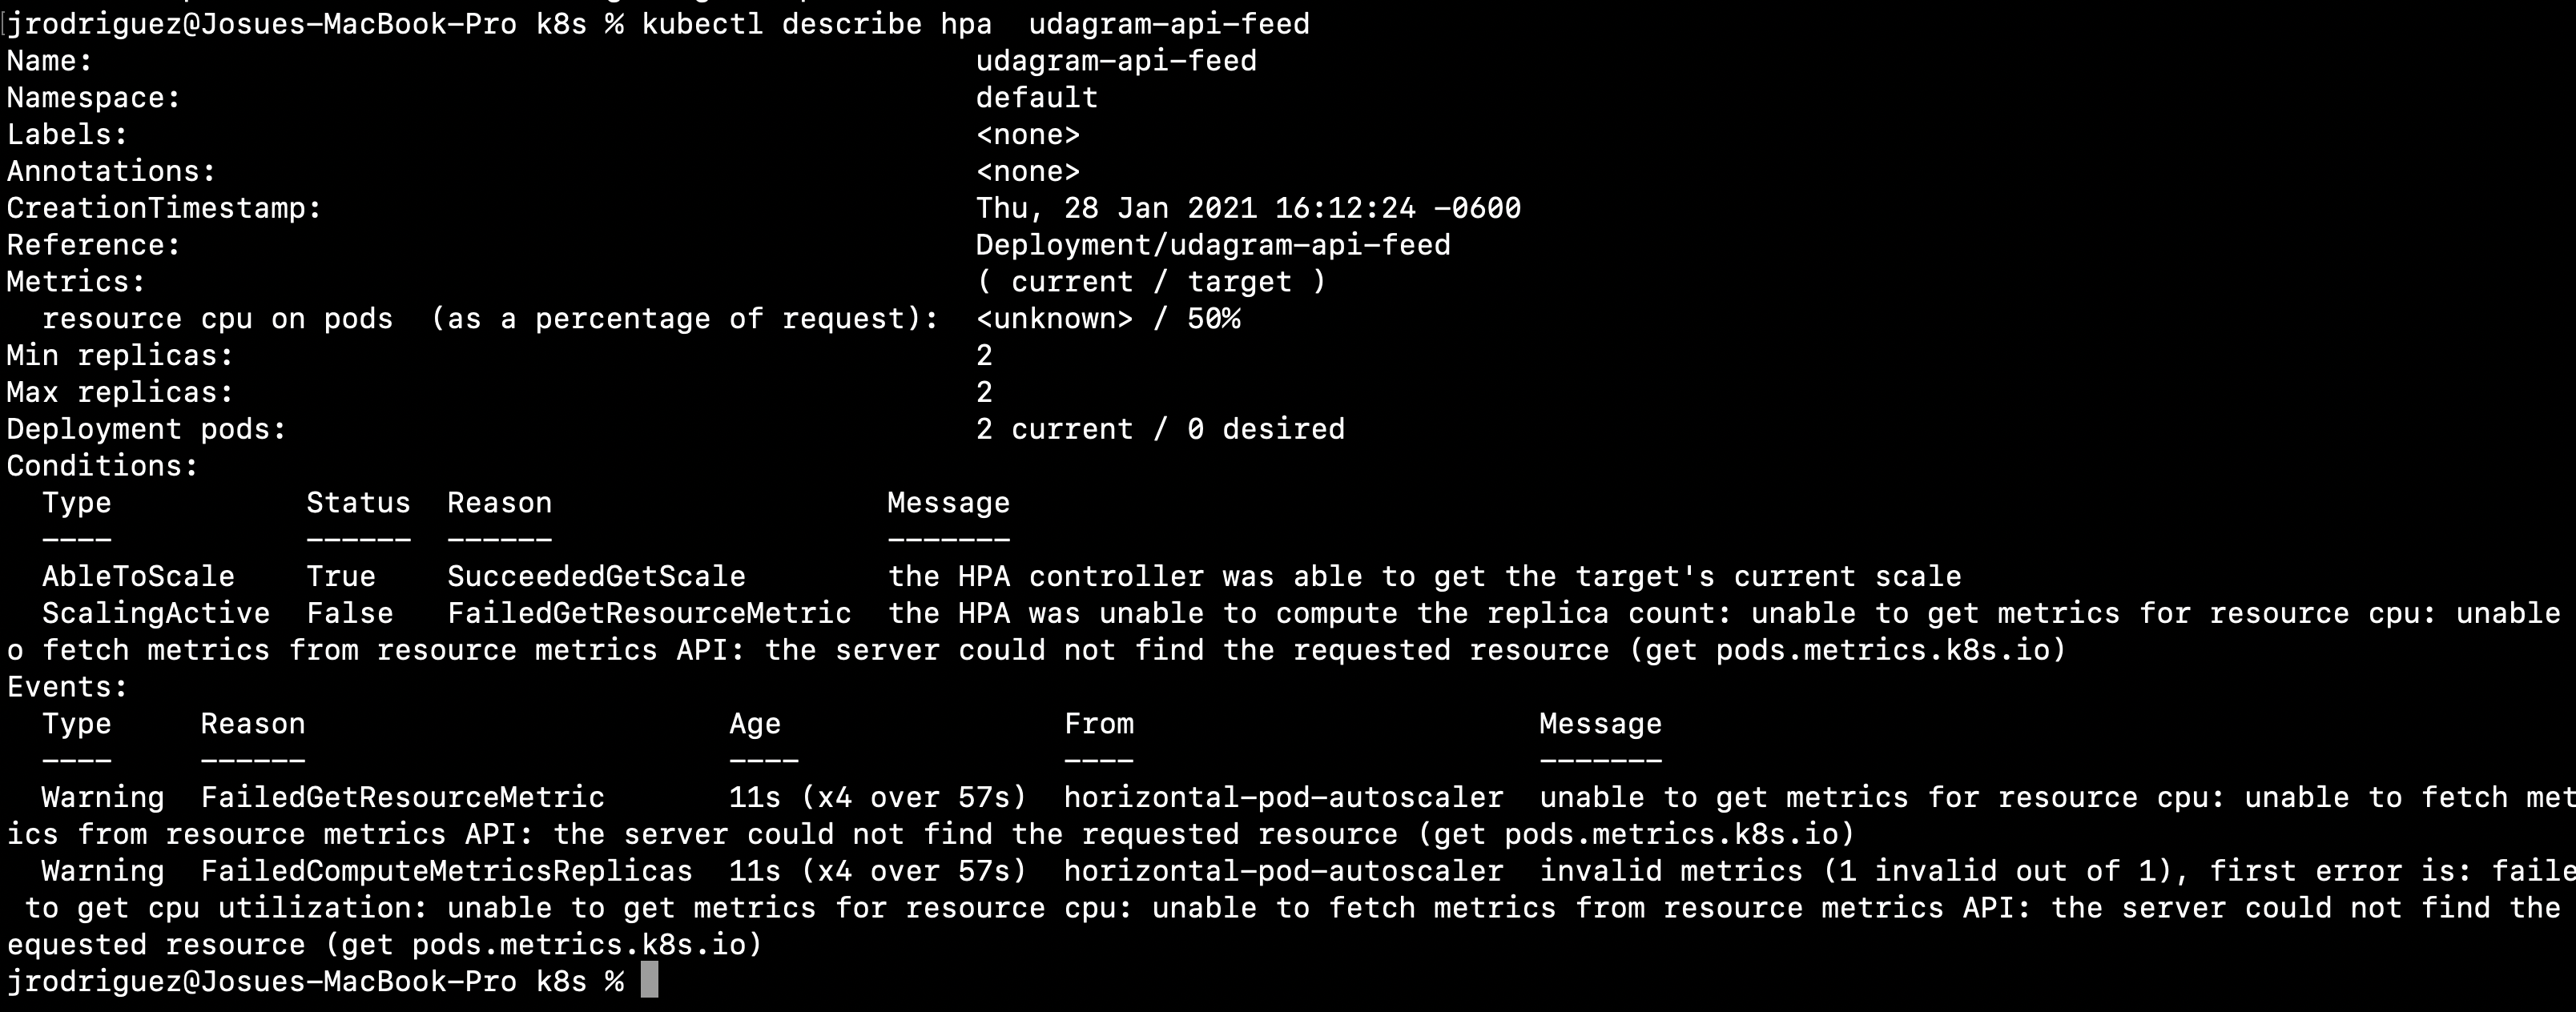 jrodriguez@Josues-MacBook-Pro k8s % kubectl describe hpa  udagram-api-feed
Name:                                                  udagram-api-feed
Namespace:                                             default
Labels:                                                <none>
Annotations:                                           <none>
CreationTimestamp:                                     Thu, 28 Jan 2021 16:12:24 -0600
Reference:                                             Deployment/udagram-api-feed
Metrics:                                               ( current / target )
  resource cpu on pods  (as a percentage of request):  <unknown> / 50%
Min replicas:                                          2
Max replicas:                                          2
Deployment pods:                                       2 current / 0 desired
Conditions:
  Type           Status  Reason                   Message
  ----           ------  ------                   -------
  AbleToScale    True    SucceededGetScale        the HPA controller was able to get the target's current scale
  ScalingActive  False   FailedGetResourceMetric  the HPA was unable to compute the replica count: unable to get metrics for resource cpu: unable
o fetch metrics from resource metrics API: the server could not find the requested resource (get pods.metrics.k8s.io)
Events:
  Type     Reason                        Age                From                       Message
  ----     ------                        ----               ----                       -------
  Warning  FailedGetResourceMetric       11s (x4 over 57s)  horizontal-pod-autoscaler  unable to get metrics for resource cpu: unable to fetch met
ics from resource metrics API: the server could not find the requested resource (get pods.metrics.k8s.io)
  Warning  FailedComputeMetricsReplicas  11s (x4 over 57s)  horizontal-pod-autoscaler  invalid metrics (1 invalid out of 1), first error is: faile
 to get cpu utilization: unable to get metrics for resource cpu: unable to fetch metrics from resource metrics API: the server could not find the
equested resource (get pods.metrics.k8s.io)
jrodriguez@Josues-MacBook-Pro k8s %